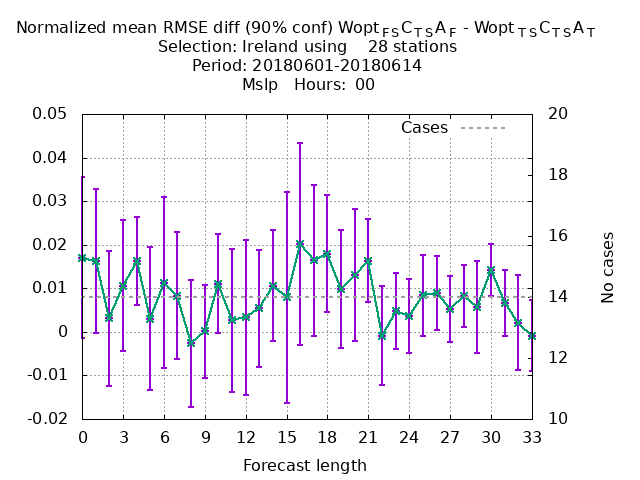 Normalized mean RMSE diff (90% conf) Wopt FS C TS A F - Wopt TS C TS A T
Selection: Ireland using 28 stations
Period: 20180601-20180614
Mslp Hours: 00
Cases
0.05
0.04
0.03
0.02
0.01
0
-0.01
-0.02
20
18
16
14
12
10
No cases
0 3 6 9 12 15 18 21 24 27 30 33
Forecast length